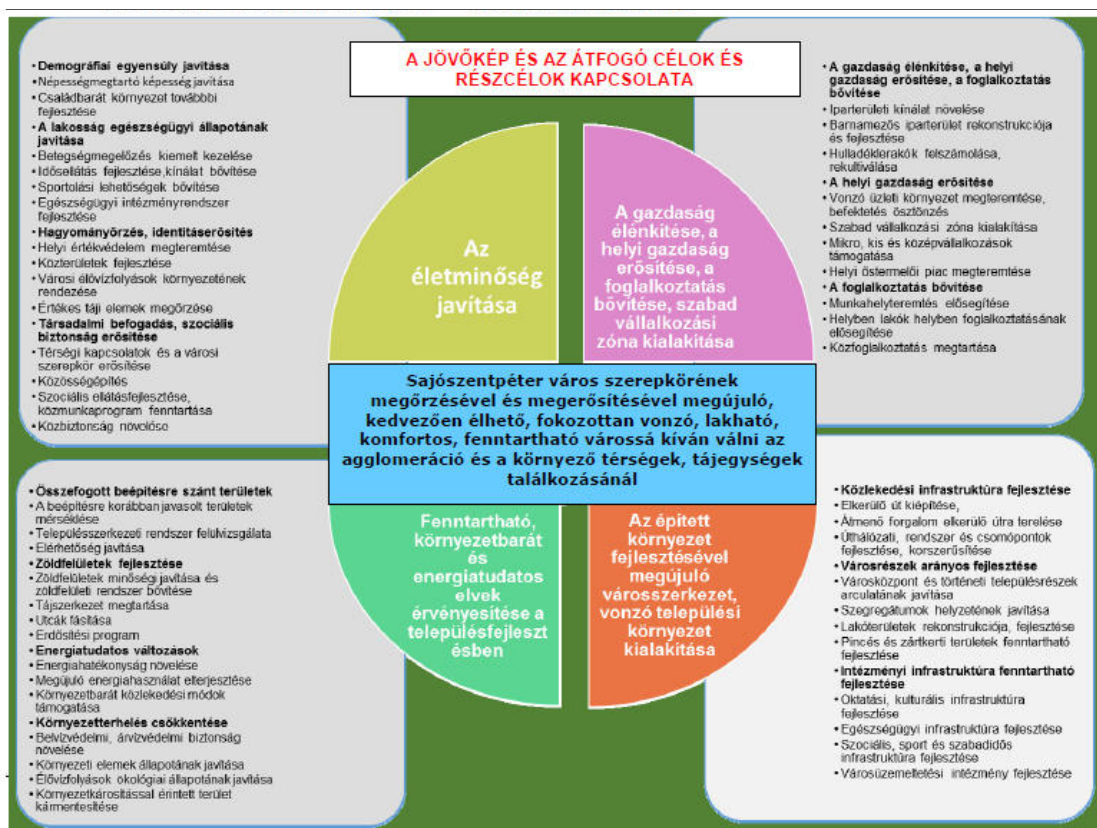 A JÖVŐKÉP ÉS AZ ÁTFOGÓ CÉLOK ÉS
RÉSZCÉLOK KAPCSOLATA
• Demográfiai egyensúly javítása
• Népességmegtartó képesség javítása
• Családbarát környezet további
fejlesztése
• A lakosság egészségügyi állapotának
javítása
• Betegségmegelőzés kiemelt kezelése
• Idősellátás fejlesztése,kínálat bővítése
• Sportolási lehetőségek bővítése
• Egészségügyi intézményrendszer
fejlesztése
• Hagyományőrzés, identitáserősítés
• Helyi értékvédelem megteremtése
• Közterületek fejlesztése
• Városi élővízfolyások környezetének
rendezése
• Értékes táji elemek megőrzése
• Társadalmi befogadás, szociális
biztonság erősítése
• Térségi kapcsolatok és a városi
szerepkör erősítése
• Közösségépítés
• Szociális ellátásfejlesztése,
közmunkaprogram fenntartása
• Közbiztonság növelése
Az
életminőség
javítása
A gazdaság
élénkítése, a
helyi gazdaság
erősítése, a
foglalkoztatás
bővítése, szabad
vállalkozási
zóna kialakítása
• A gazdaság élénkítése, a helyi
gazdaság erősítése, a foglalkoztatás
bővítése
• Iparterületi kínálat növelése
• Barnamezős iparterület rekonstrukciója
és fejlesztése
• Hulladéklerakók felszámolása,
rekultiválása
• A helyi gazdaság erősítése
• Vonzó üzleti környezet megteremtése,
befektetés ösztönzés
• Szabad vállalkozási zóna kialakítása
• Mikro, kis és középvállalkozások
támogatása
• Helyi őstermelői piac megteremtése
• A foglalkoztatás bővítése
• Munkahelyteremtés elősegítése
• Helyben lakók helyben foglalkoztatásának
elősegítése
• Közfoglalkoztatás megtartása
Sajószentpéter város szerepkörének
megőrzésével és megerősítésével megújuló,
kedvezően élhető, fokozottan vonzó, lakható,
komfortos, fenntartható várossá kíván válni az
agglomeráció és a környező térségek, tájegységek
találkozásánál
• Összefogott beépítésre szánt területek
• A beépítésre korábban javasolt területek
mérséklése
• Településszerkezeti rendszer felülvizsgálata
• Elérhetőség javítása
• Zöldfelületek fejlesztése
• Zöldfelületek minőségi javítása és
zöldfelületi rendszer bővítése
• Tájszerkezet megtartása
• Utcák fásítása
• Erdősítési program
• Energiatudatos változások
• Energiahatékonyság növelése
• Megújuló energiahasználat elterjesztése
• Környezetbarát közlekedési módok
támogatása
• Környezetterhelés csökkentése
• Belvízvédelmi, árvízvédelmi biztonság
növelése
• Környezeti elemek állapotának javítása
• Élővízfolyások ökológiai állapotának javítása
• Környezetkárosítással érintett terület
kármentesítése
Fenntartható,
környezetbarát
és
energiatudatos
elvek
érvényesítése a
településfejleszt
ésben
Az épített
környezet
fejlesztésével
megújuló
városszerkezet,
vonzó települési
környezet
kialakítása
• Közlekedési infrastruktúra fejlesztése
• Elkerülő út kiépítése,
• Átmenő forgalom elkerülő útra terelése
• Úthálózati, rendszer és csomópontok
fejlesztése, korszerűsítése
• Városrészek arányos fejlesztése
• Városközpont és történeti településrészek
arculatának javítása
• Szegregátumok helyzetének javítása
• Lakóterületek rekonstrukciója, fejlesztése
• Pincés és zártkerti területek fenntartható
fejlesztése
• Intézményi infrastruktúra fenntartható
fejlesztése
• Oktatási, kulturális infrastruktúra
fejlesztése
• Egészségügyi infrastruktúra fejlesztése
• Szociális, sport és szabadidős
infrastruktúra fejlesztése
• Városüzemeltetési intézmény fejlesztése